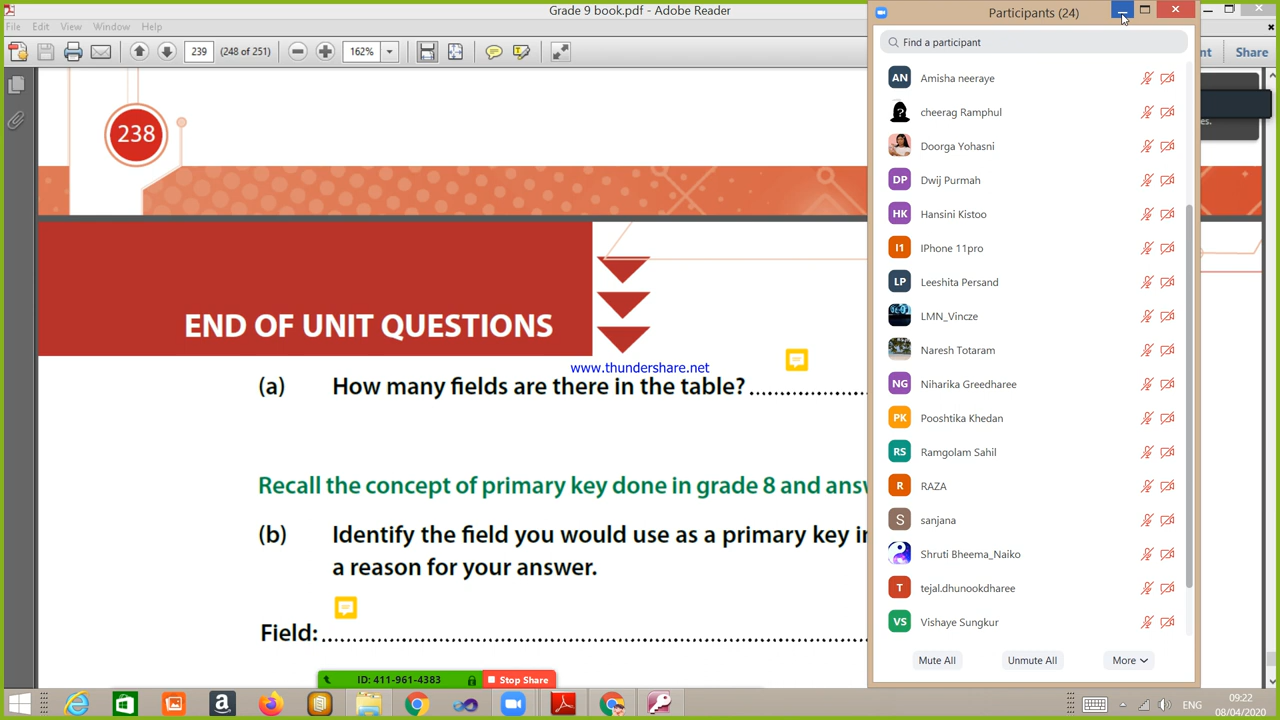 Grade 9 book.pdf - Adobe Reader
File Edit View Window Help
239 (248 of 251) 162%
Share
238
END OF UNIT QUESTIONS
www.thundershare.net
(a) How many fields are there in the table?
Recall the concept of primary key done in grade 8 and
(b) Identify the field you would use as a primary key
a reason for your answer.
Field:
Participants (24)
Find a participant
AN Amisha neeraye
cheerag Ramphul
Doorga Yohasni
DP Dwij Purmah
HK Hansini Kistoo
I1 IPhone 11pro
LP Leeshita Persand
LMN_Vincze
Naresh Totaram
NG Niharika Greedharee
PK Pooshtika Khedan
RS Ramgolam Sahil
R RAZA
S sanjana
Shruti Bheema_Naiko
T tejal.dhunookdharee
VS Vishaye Sungkur
Mute All Unmute All More
ID: 411-961-4383 Stop Share
ENG
09:22
08/04/2020